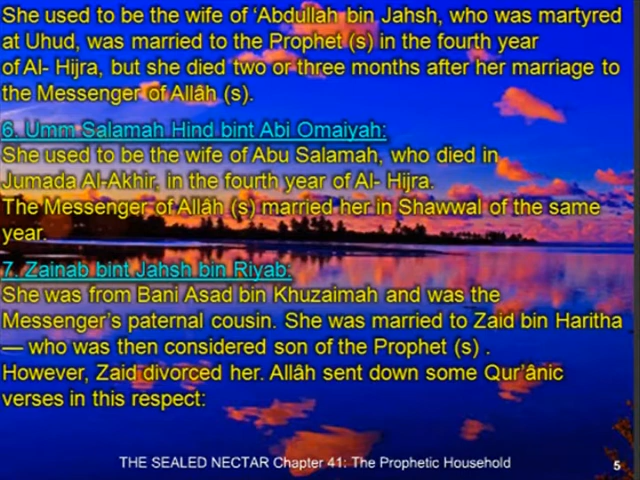 She used to be the wife of ‘Abdullah bin Jahsh, who was martyred
at Uhud, was married to the Prophet (s) in the fourth year
of Al- Hijra, but she died two or three months after her marriage to
the Messenger of Allâh (s).
6. Umm Salamah Hind bint Abi Omaiyah:
She used to be the wife of Abu Salamah, who died in
Jumada Al-Akhir, in the fourth year of Al- Hijra.
The Messenger of Allâh (s) married her in Shawwal of the same
year.
7. Zainab bint Jahsh bin Riyab:
She was from Bani Asad bin Khuzaimah and was the
Messenger’s paternal cousin. She was married to Zaid bin Haritha
— who was then considered son of the Prophet (s) .
However, Zaid divorced her. Allâh sent down some Qur’ânic
verses in this respect:
THE SEALED NECTAR Chapter 41: The Prophetic Household
5